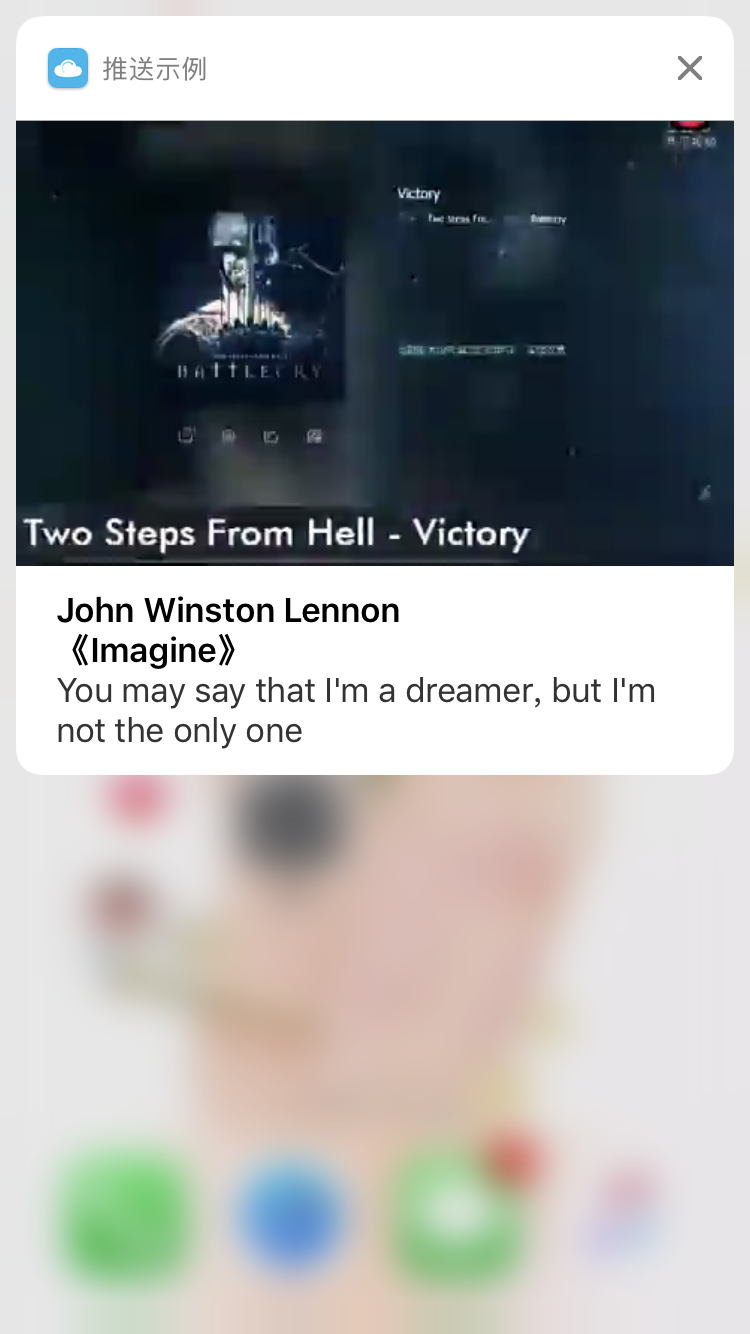 推送示例
Victory
Two Steps Fro...
Battlecry
BATTLECRY
Two Steps From Hell - Victory
John Winston Lennon
《Imagine》
You may say that I'm a dreamer, but I'm
not the only one